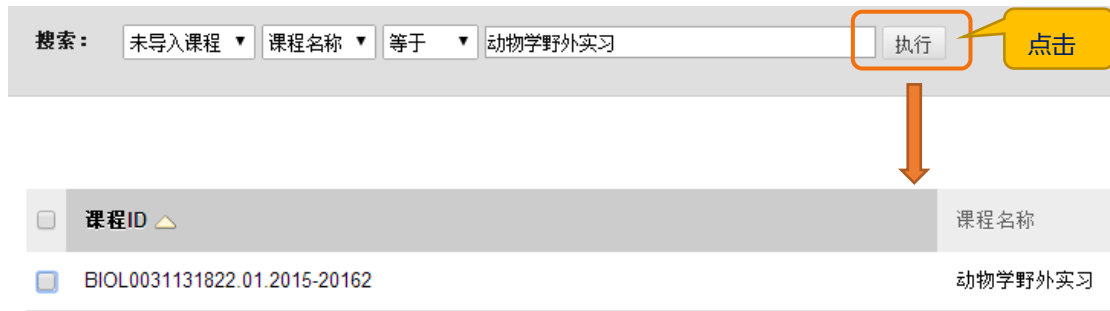 搜索： 未导入课程 课程名称 等于 动物学野外实习 执行 点击
课程ID 课程名称
BIOL0031131822.01.2015-20162 动物学野外实习